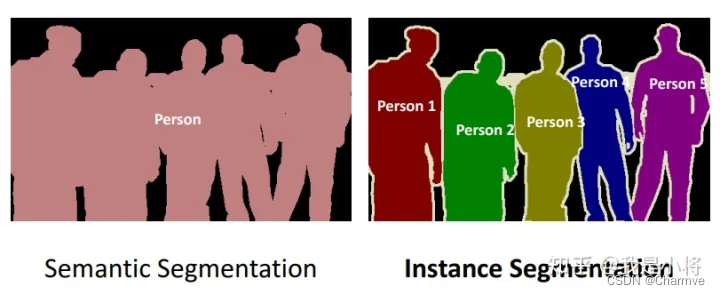 Person
Person 1
Person 2
Person 3
Person 4
Person 5
Semantic Segmentation
Instance Segmentation
知乎 @我是小将
CSDN @Charmve